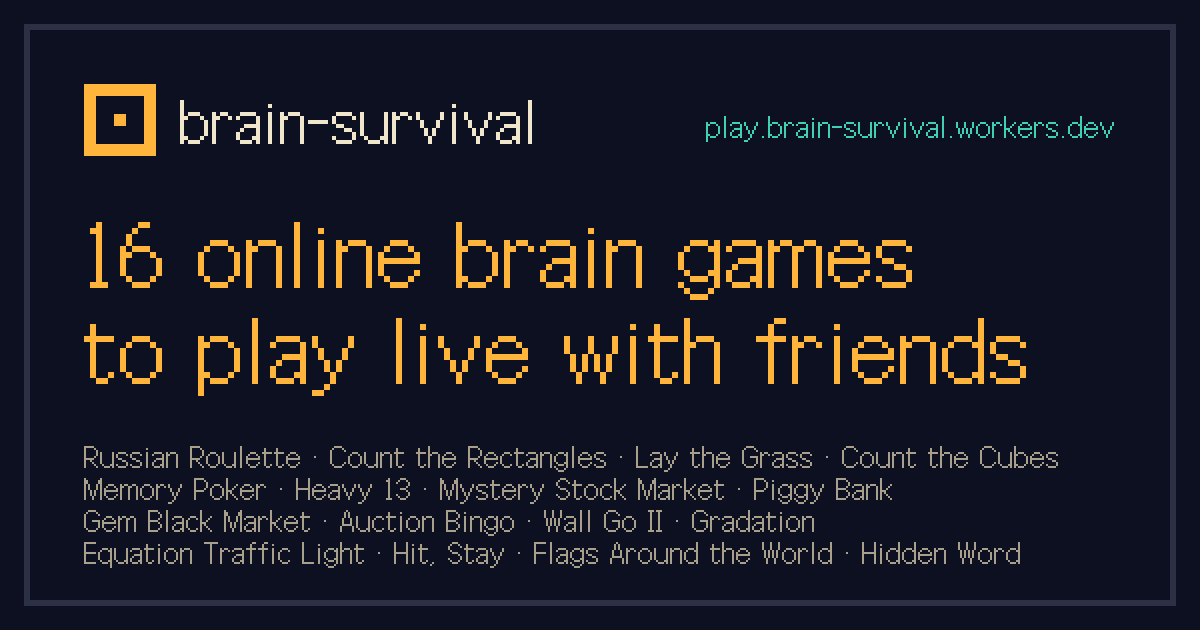 brain-survival
play.brain-survival.workers.dev
16 online brain games
to play live with friends
Russian Roulette · Count the Rectangles · Lay the Grass · Count the Cubes
Memory Poker · Heavy 13 · Mystery Stock Market · Piggy Bank
Gem Black Market · Auction Bingo · Wall Go II · Gradation
Equation Traffic Light · Hit, Stay · Flags Around the World · Hidden Word